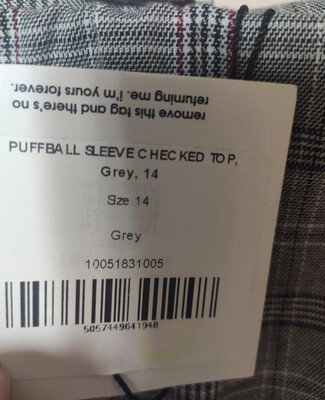 remove this tag and there's no
returning me. i'm yours forever.
PUFFBALL SLEEVE CHECKED TOP,
Grey, 14
Size 14
Grey
10051831005
5057449641948